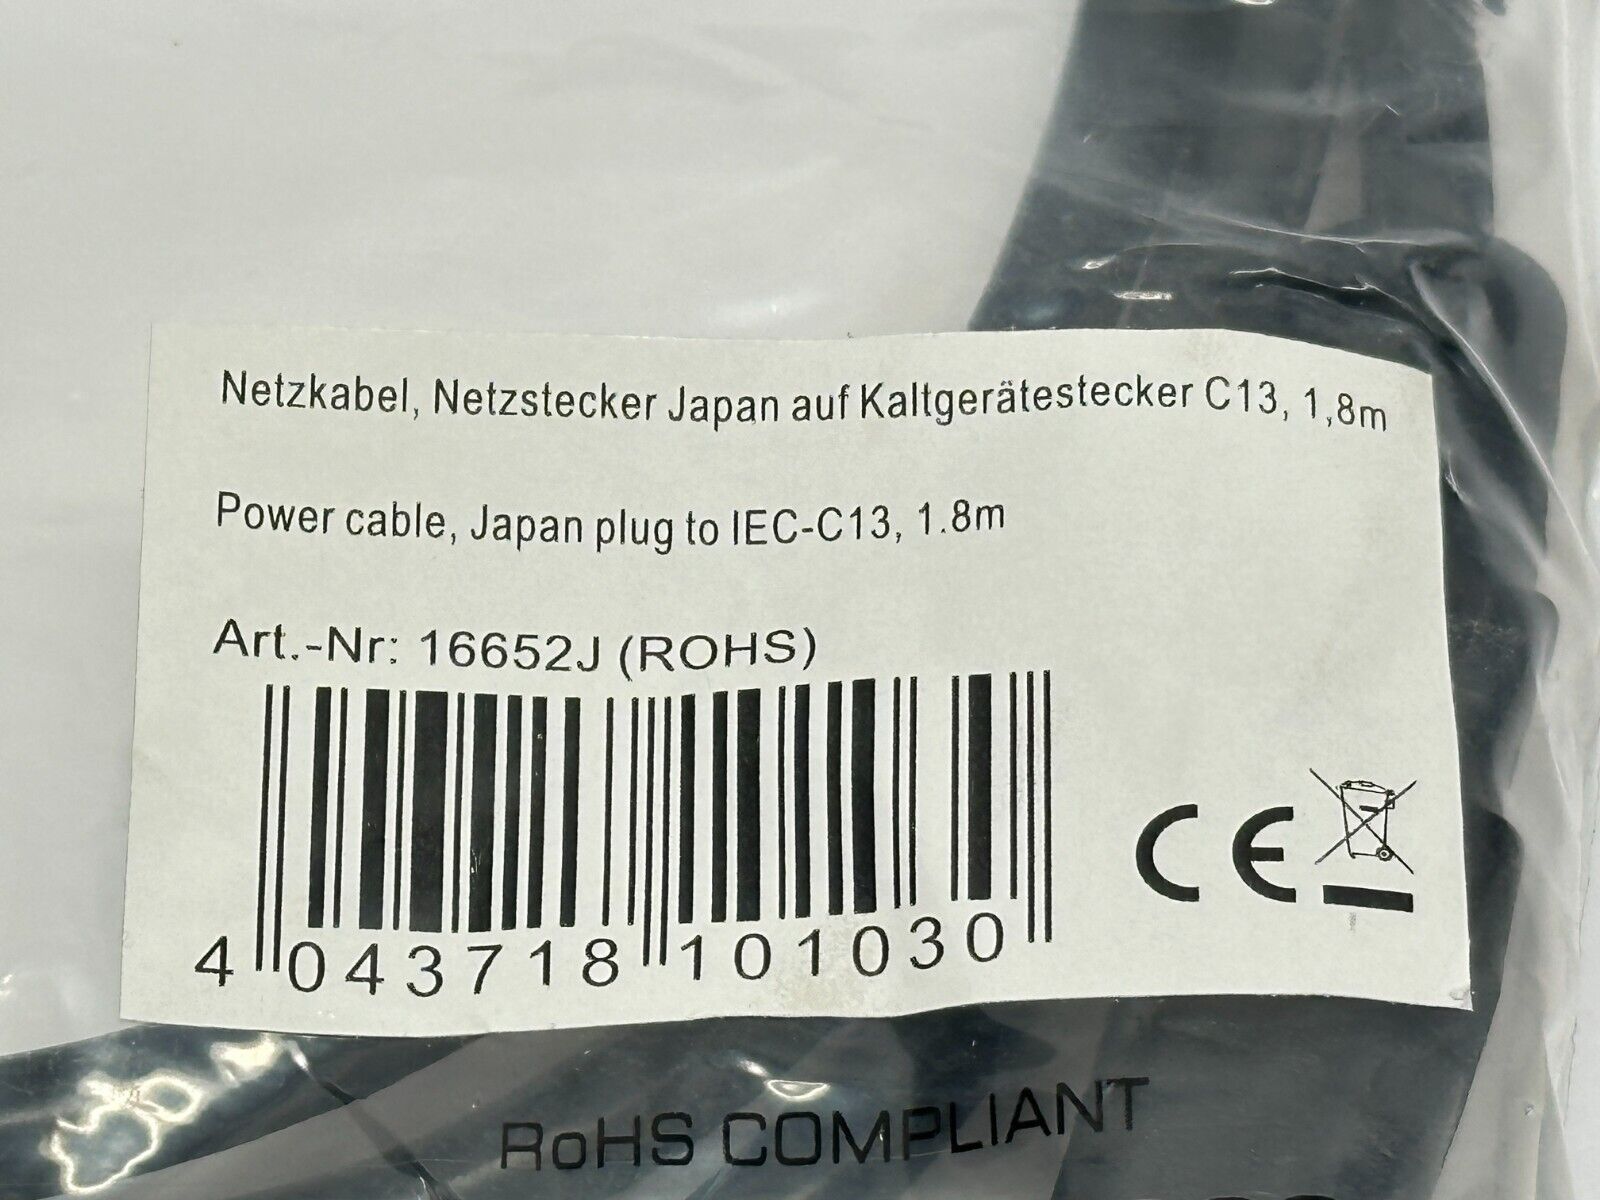 Netzkabel, Netzstecker Japan auf Kaltgerätestecker C13, 1,8m
Power cable, Japan plug to IEC-C13, 1.8m
Art.-Nr: 16652J (ROHS)
4 043718 101030
CE
RoHS COMPLIANT